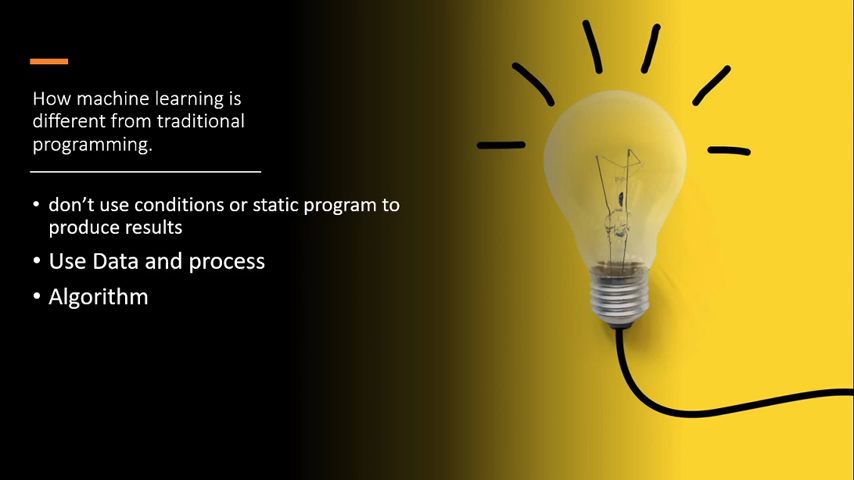 How machine learning is
different from traditional
programming.
• don’t use conditions or static program to
produce results
• Use Data and process
• Algorithm